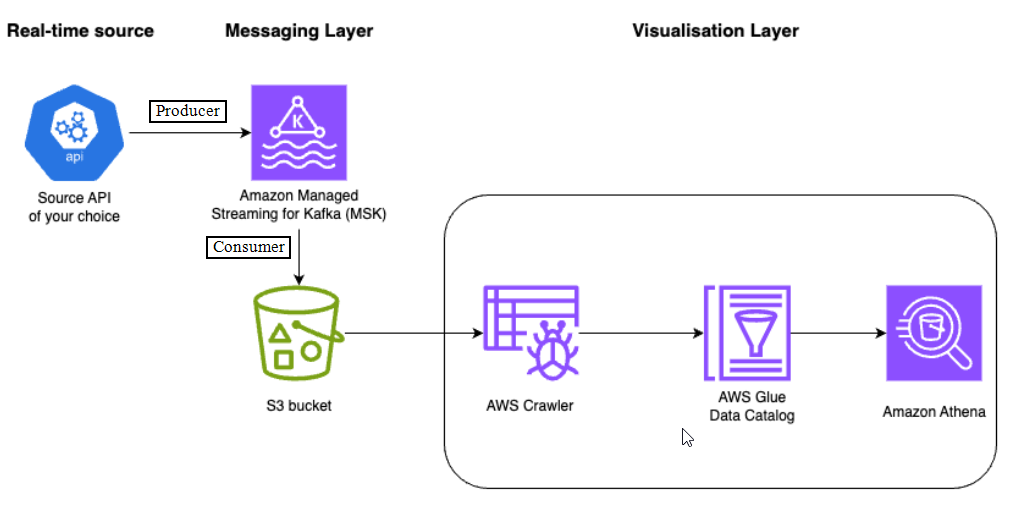 Real-time source
Messaging Layer
Visualisation Layer
Producer
K
api
Source API
of your choice
Amazon Managed
Streaming for Kafka (MSK)
Consumer
S3 bucket
AWS Crawler
AWS Glue
Data Catalog
Amazon Athena